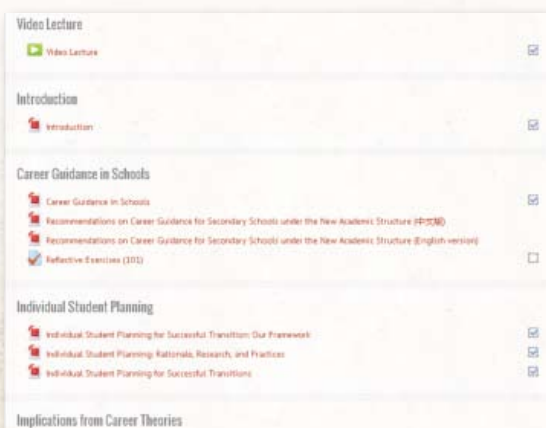 Video Lecture
Video Lecture
Introduction
Introduction
Career Guidance in Schools
Career Guidance in Schools
Recommendations on Career Guidance for Secondary Schools under the New Academic Structure (中文版)
Recommendations on Career Guidance for Secondary Schools under the New Academic Structure (English version)
Reflective Exercises (101)
Individual Student Planning
Individual Student Planning for Successful Transition: Our Framework
Individual Student Planning: Rationale, Research, and Practices
Individual Student Planning for Successful Transitions
Implications from Career Theories